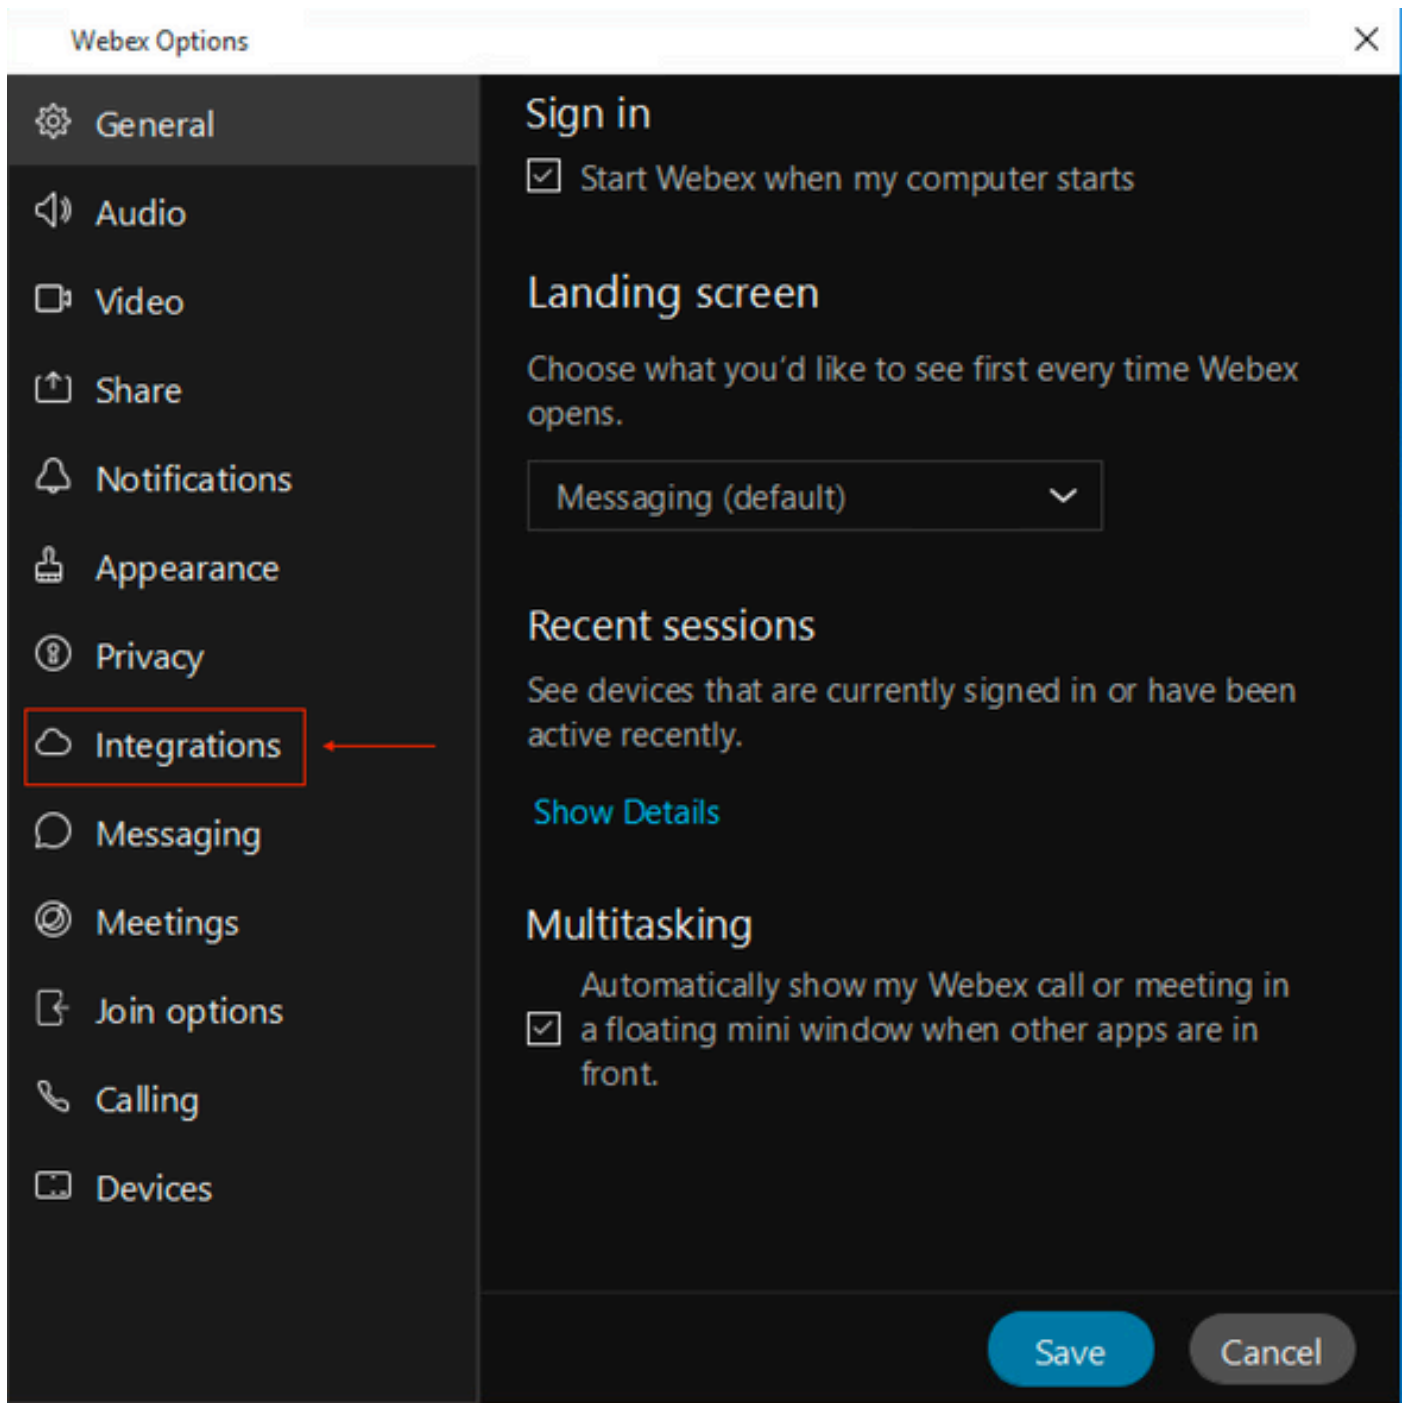 Webex Options
General
Audio
Video
Share
Notifications
Appearance
Privacy
Integrations
Messaging
Meetings
Join options
Calling
Devices
Sign in
Start Webex when my computer starts
Landing screen
Choose what you'd like to see first every time Webex
opens.
Messaging (default)
Recent sessions
See devices that are currently signed in or have been
active recently.
Show Details
Multitasking
Automatically show my Webex call or meeting in
a floating mini window when other apps are in
front.
Save
Cancel